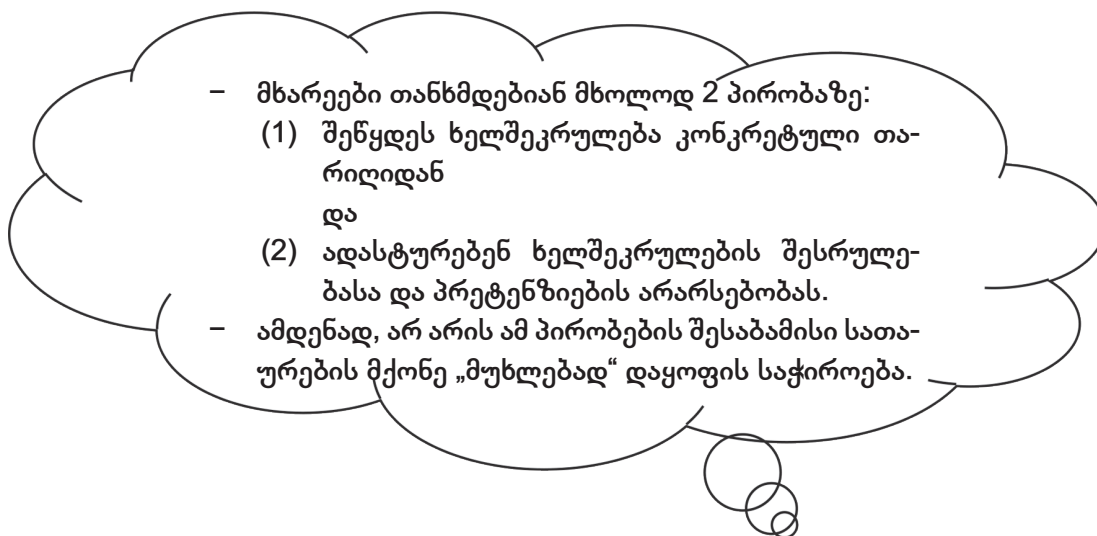 – მხარეები თანხმდებიან მხოლოდ 2 პირობაზე:
(1) შეწყდეს ხელშეკრულება კონკრეტული თა-
რიღიდან
და
(2) ადასტურებენ ხელშეკრულების შესრულე-
ბასა და პრეტენზიების არარსებობას.
– ამდენად, არ არის ამ პირობების შესაბამისი სათა-
ურების მქონე „მუხლებად“ დაყოფის საჭიროება.